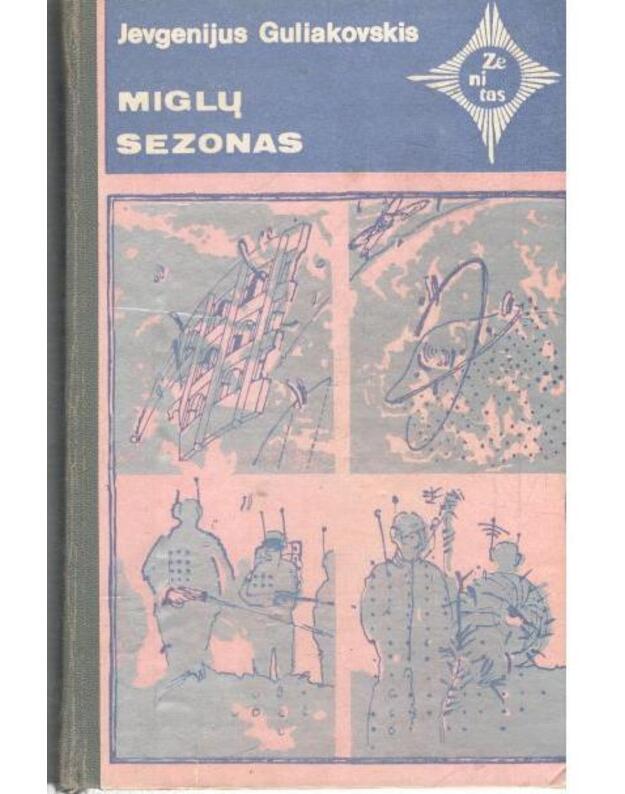 Jevgenijus Guliakovskis
MIGLŲ
SEZONAS
Ze
ni
tas